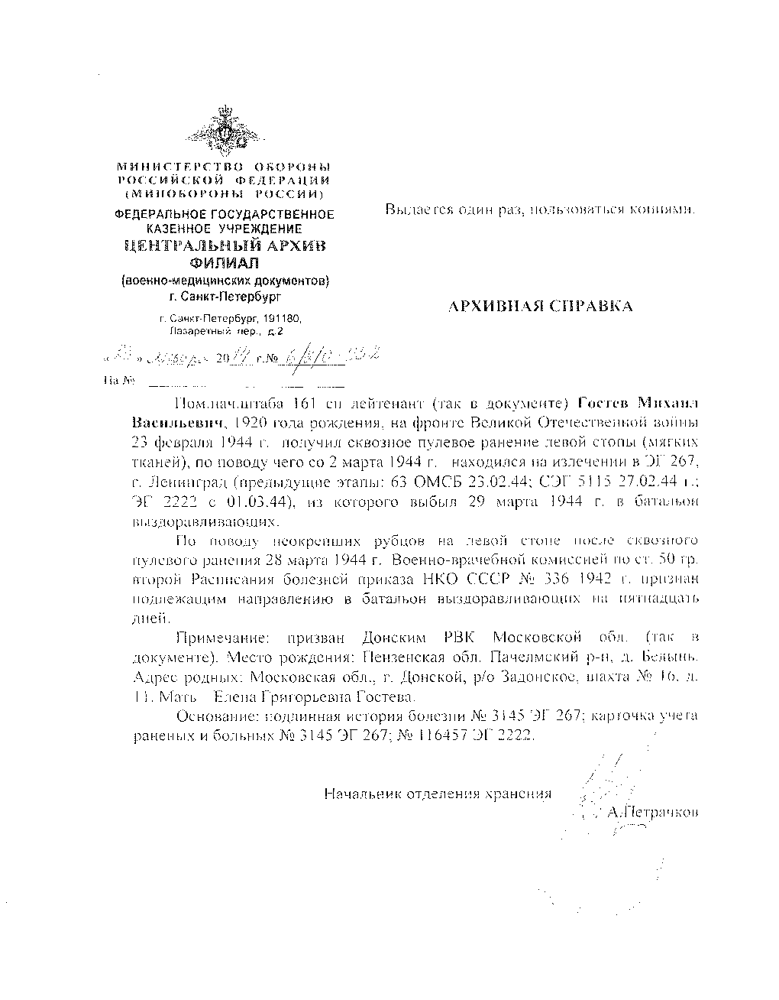 МИНИСТЕРСТВО ОБОРОНЫ
РОССИЙСКОЙ ФЕДЕРАЦИИ
(МИНОБОРОНЫ РОССИИ)
ФЕДЕРАЛЬНОЕ ГОСУДАРСТВЕННОЕ
КАЗЕННОЕ УЧРЕЖДЕНИЕ
ЦЕНТРАЛЬНЫЙ АРХИВ
ФИЛИАЛ
(военно-медицинских документов)
г. Санкт-Петербург
г. Санкт-Петербург, 191180,
Лазаретный пер., д.2
« » 2014 г.№
На №
Выдается один раз, пользоваться копиями.
АРХИВНАЯ СПРАВКА
Пом.нач.штаба 161 сп лейтенант (так в документе) Гостев Михаил
Васильевич, 1920 года рождения, на фронте Великой Отечественной войны
23 февраля 1944 г. получил сквозное пулевое ранение левой стопы (мягких
тканей), по поводу чего со 2 марта 1944 г. находился на излечении в ЭГ 267,
г. Ленинград (предыдущие этапы: 63 ОМСБ 23.02.44; СЭГ 5115 27.02.44 г.;
ЭГ 2222 с 01.03.44), из которого выбыл 29 марта 1944 г. в батальон
выздоравливающих.
По поводу неокрепших рубцов на левой стопе после сквозного
пулевого ранения 28 марта 1944 г. Военно-врачебной комиссией по ст. 50 гр.
второй Расписания болезней приказа НКО СССР № 336 1942 г. признан
подлежащим направлению в батальон выздоравливающих на пятнадцать
дней.
Примечание: призван Донским РВК Московской обл. (так в
документе). Место рождения: Пензенская обл. Пачелмский р-н, д. Белынь.
Адрес родных: Московская обл., г. Донской, р/о Задонское, шахта № 16, д.
11. Мать Елена Григорьевна Гостева.
Основание: подлинная история болезни № 3145 ЭГ 267; карточка учета
раненых и больных № 3145 ЭГ 267; № 116457 ЭГ 2222.
Начальник отделения хранения
А.Петрачков